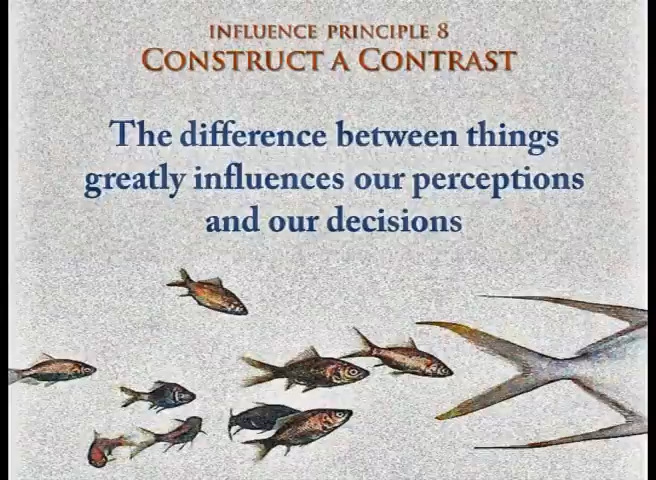 INFLUENCE PRINCIPLE 8
CONSTRUCT A CONTRAST
The difference between things
greatly influences our perceptions
and our decisions